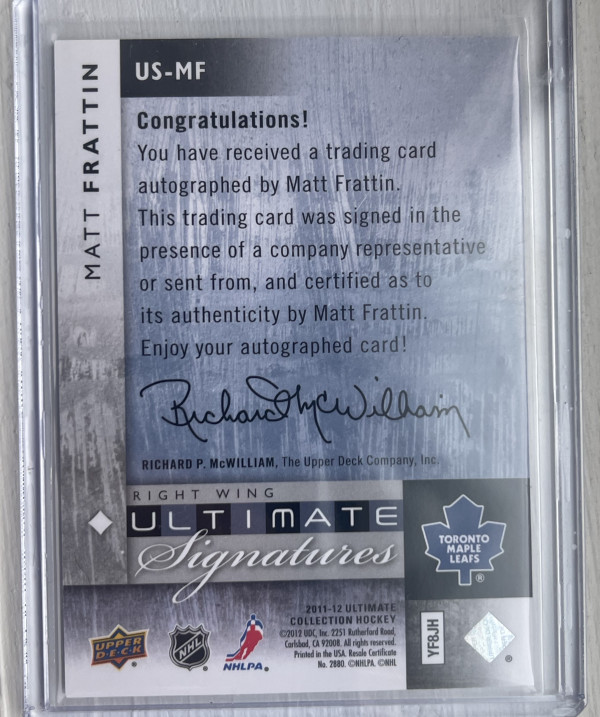 US-MF
MATT FRATTIN
Congratulations!
You have received a trading card
autographed by Matt Frattin.
This trading card was signed in the
presence of a company representative
or sent from, and certified as to
its authenticity by Matt Frattin.
Enjoy your autographed card!
Richard P. McWilliam
RICHARD P. McWILLIAM, The Upper Deck Company, Inc.
RIGHT WING
ULTIMATE
Signatures
TORONTO
MAPLE
LEAFS
®
2011-12 ULTIMATE
COLLECTION HOCKEY
©2012 UDC, Inc. 2251 Rutherford Road,
Carlsbad, CA 92008. All rights reserved.
Printed in the USA. Resale Certificate
No. 2880. ©NHLPA. ©NHL
UPPER
DECK
NHL
NHLPA.
YF8JH